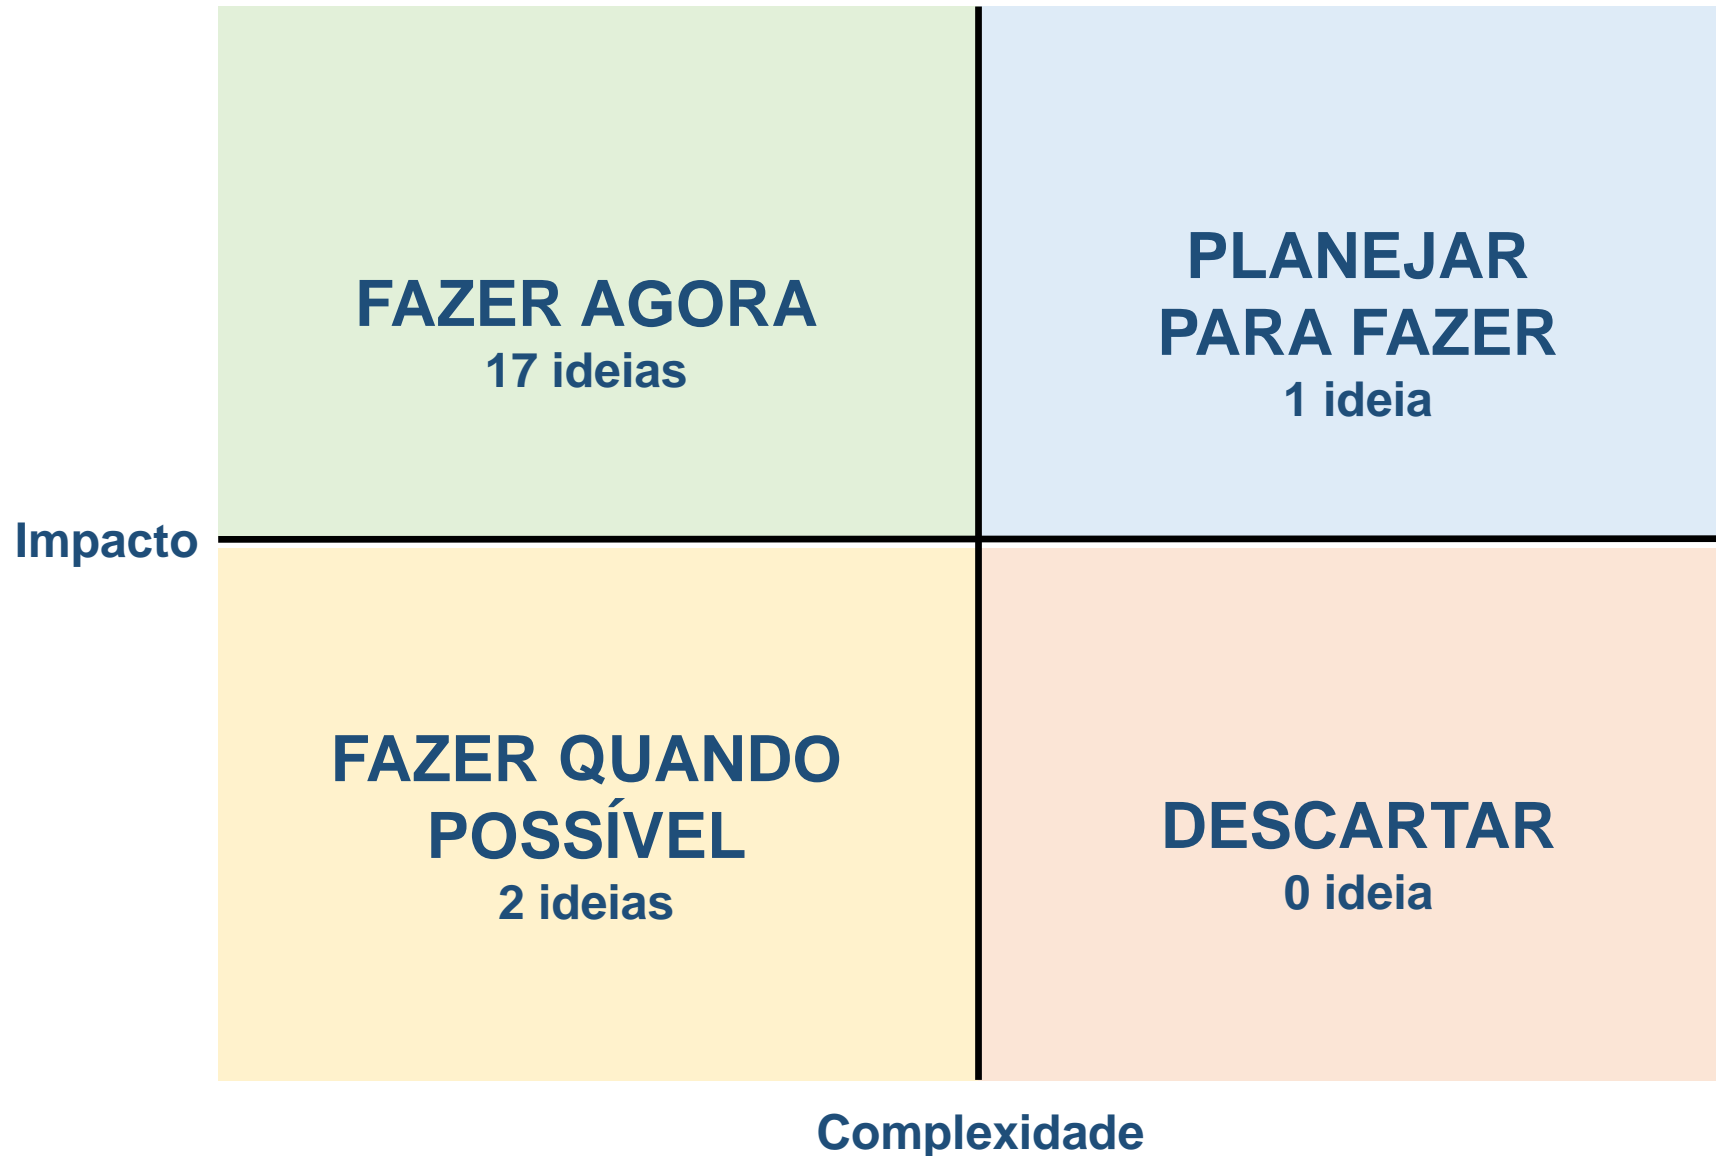 FAZER AGORA
17 ideias
PLANEJAR
PARA FAZER
1 ideia
Impacto
FAZER QUANDO
POSSÍVEL
2 ideias
DESCARTAR
0 ideia
Complexidade